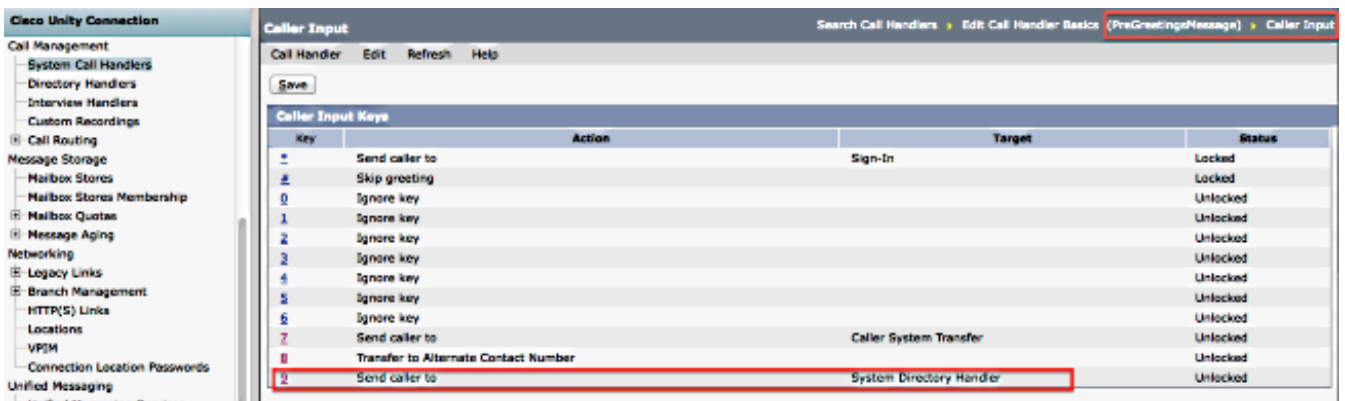 Cisco Unity Connection
Call Management
System Call Handlers
Directory Handlers
Interview Handlers
Custom Recordings
Call Routing
Message Storage
Mailbox Stores
Mailbox Stores Membership
Mailbox Quotas
Message Aging
Networking
Legacy Links
Branch Management
HTTP(S) Links
Locations
VPIM
Connection Location Passwords
Unified Messaging
Caller Input
Search Call Handlers Edit Call Handler Basics (PreGreetingsMessage) Caller Input
Call Handler Edit Refresh Help
Save
Caller Input Keys
Key Action Target Status
* Send caller to Sign-In Locked
# Skip greeting Locked
0 Ignore key Unlocked
1 Ignore key Unlocked
2 Ignore key Unlocked
3 Ignore key Unlocked
4 Ignore key Unlocked
5 Ignore key Unlocked
6 Ignore key Unlocked
7 Send caller to Caller System Transfer Unlocked
8 Transfer to Alternate Contact Number Unlocked
9 Send caller to System Directory Handler Unlocked